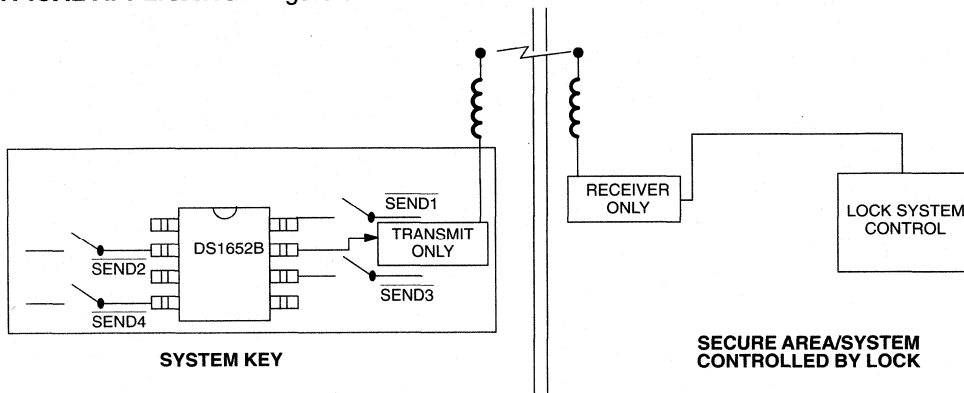 SEND1
RECEIVER
ONLY
LOCK SYSTEM
CONTROL
DS1652B
TRANSMIT
ONLY
SEND2
SEND3
SEND4
SYSTEM KEY
SECURE AREA/SYSTEM
CONTROLLED BY LOCK